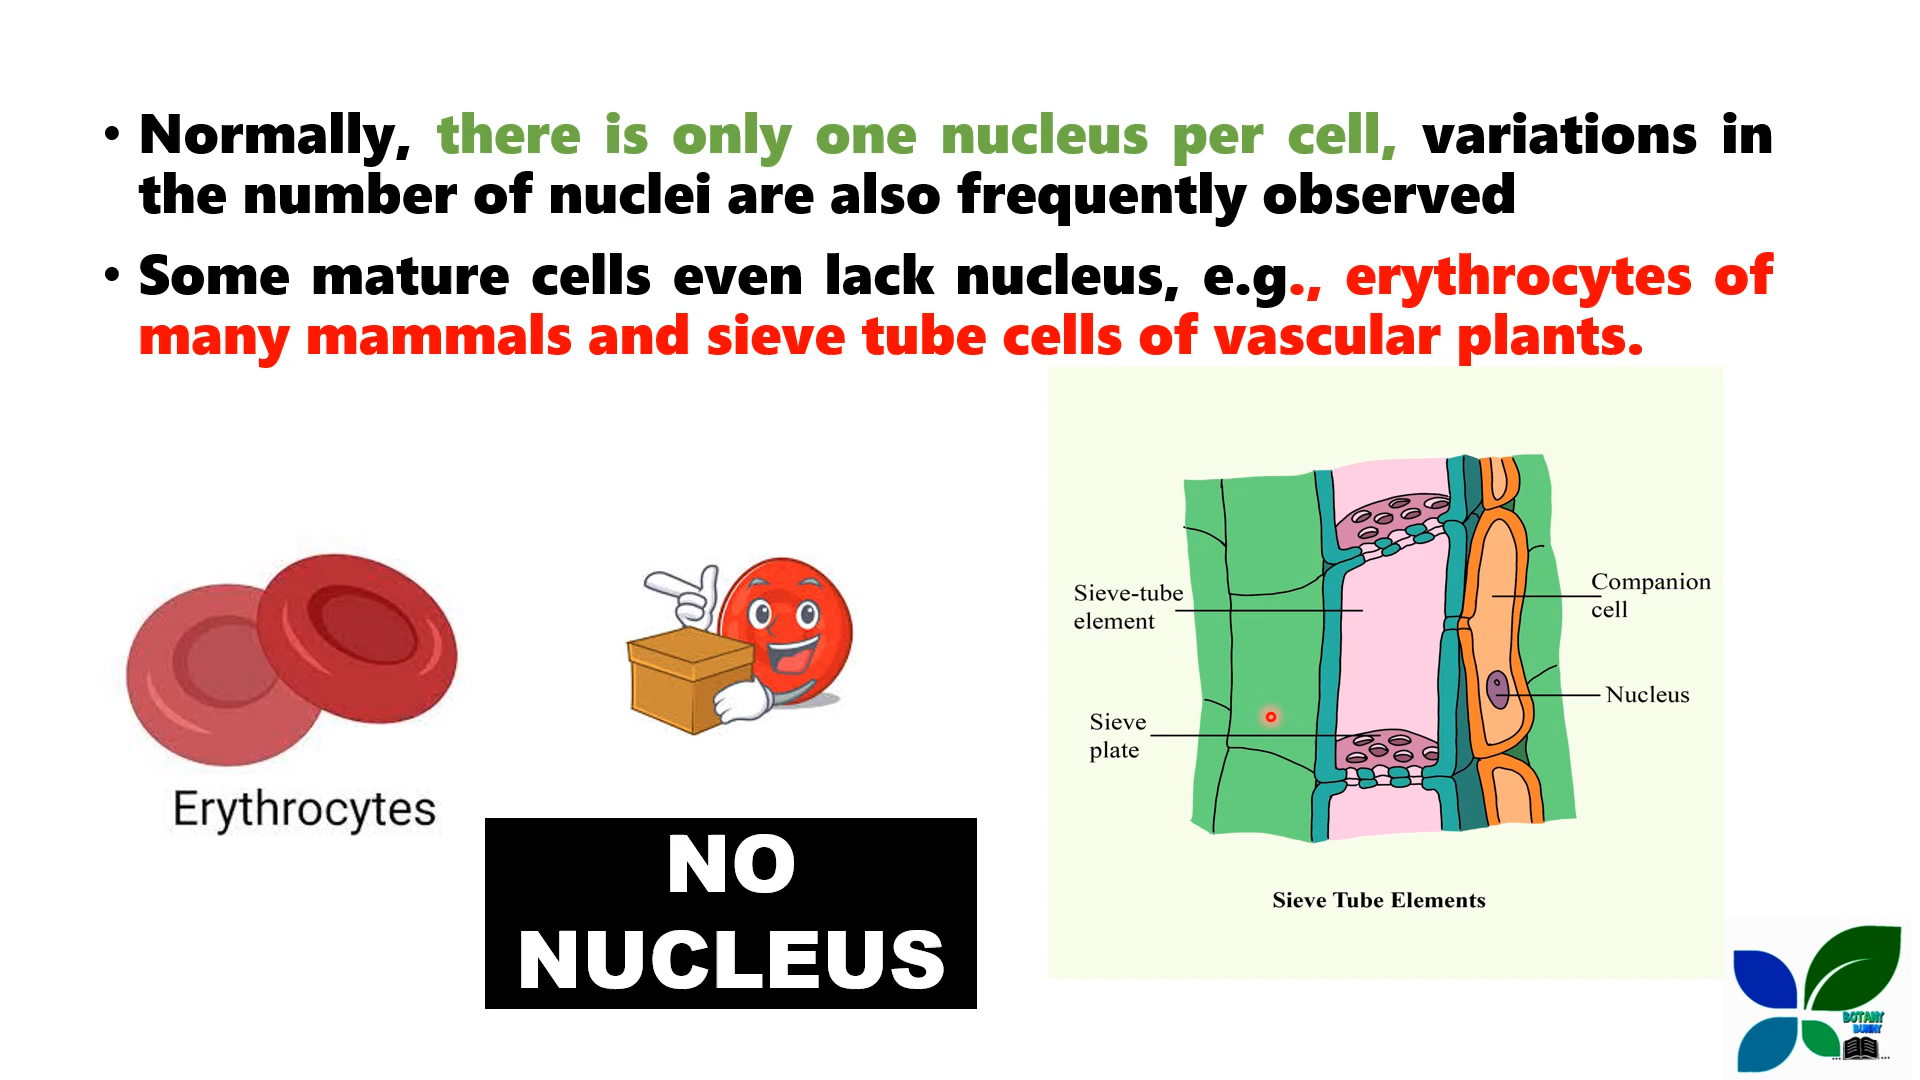 • Normally, there is only one nucleus per cell, variations in
the number of nuclei are also frequently observed
• Some mature cells even lack nucleus, e.g., erythrocytes of
many mammals and sieve tube cells of vascular plants.
Erythrocytes
NO
NUCLEUS
Sieve-tube
element
Sieve
plate
Companion
cell
Nucleus
Sieve Tube Elements
BOTANY
BUNNY